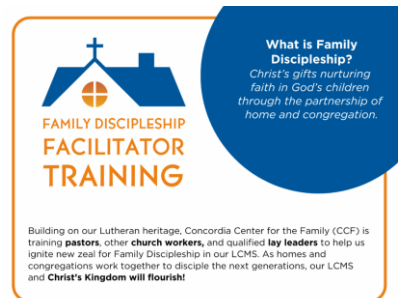 What is Family
Discipleship?
Christ's gifts nurturing
faith in God's children
through the partnership of
home and congregation.
FAMILY DISCIPLESHIP
FACILITATOR
TRAINING
Building on our Lutheran heritage, Concordia Center for the Family (CCF) is
training pastors, other church workers, and qualified lay leaders to help us
ignite new zeal for Family Discipleship in our LCMS. As homes and
congregations work together to disciple the next generations, our LCMS
and Christ's Kingdom will flourish!